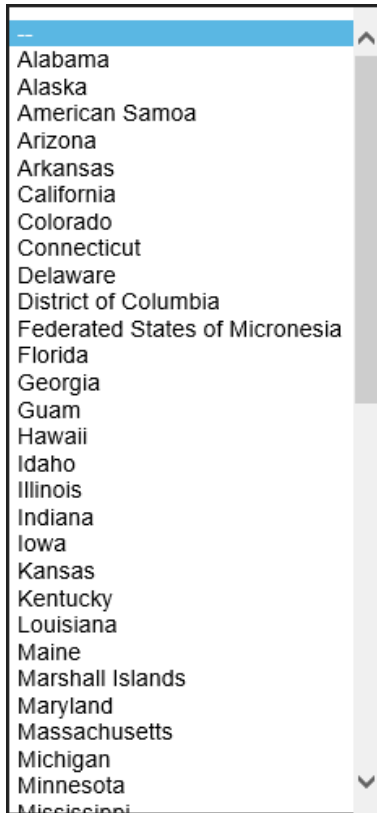 --
Alabama
Alaska
American Samoa
Arizona
Arkansas
California
Colorado
Connecticut
Delaware
District of Columbia
Federated States of Micronesia
Florida
Georgia
Guam
Hawaii
Idaho
Illinois
Indiana
Iowa
Kansas
Kentucky
Louisiana
Maine
Marshall Islands
Maryland
Massachusetts
Michigan
Minnesota
Mississippi